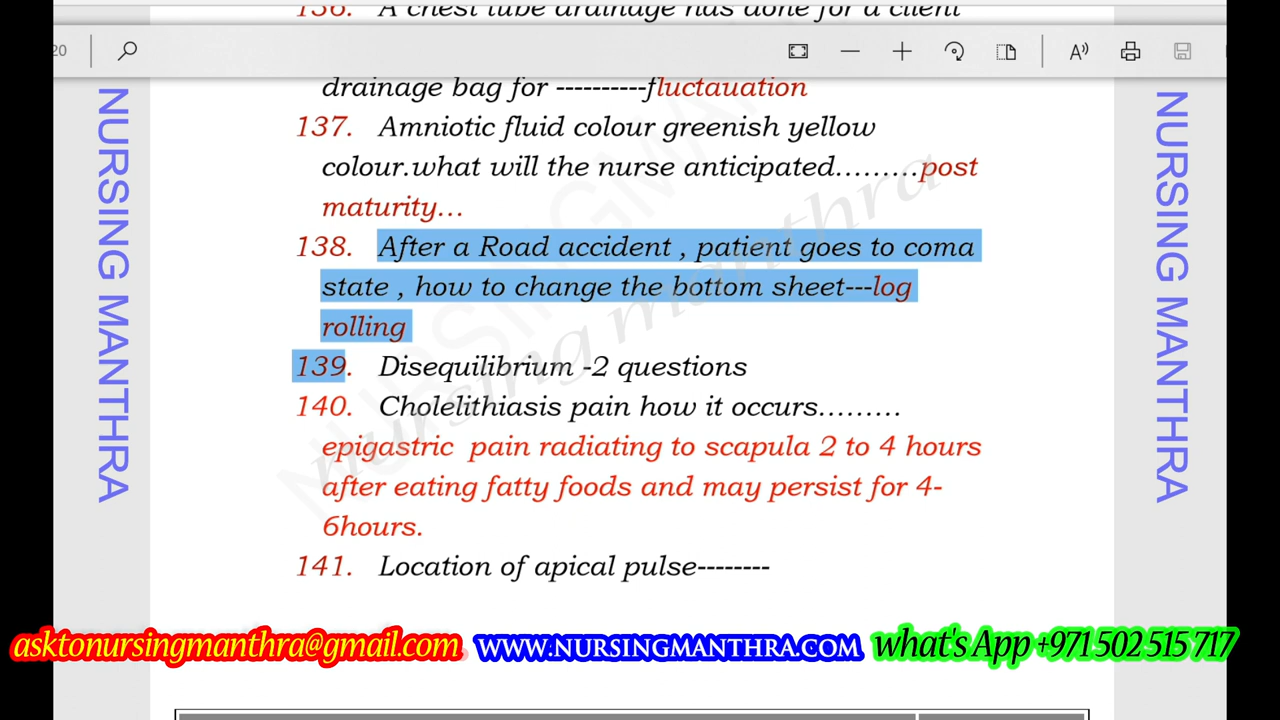 136. A chest tube drainage has done for a client
20
drainage bag for ----------fluctauation
137. Amniotic fluid colour greenish yellow
colour.what will the nurse anticipated.........post
maturity...
138. After a Road accident , patient goes to coma
state , how to change the bottom sheet---log
rolling
139. Disequilibrium -2 questions
140. Cholelithiasis pain how it occurs.........
epigastric pain radiating to scapula 2 to 4 hours
after eating fatty foods and may persist for 4-
6hours.
141. Location of apical pulse--------
NURSING MANTHRA
NURSING MANTHRA
nursing manthra
asktonursingmanthra@gmail.com WWW.NURSINGMANTHRA.COM what's App +971 502 515 717